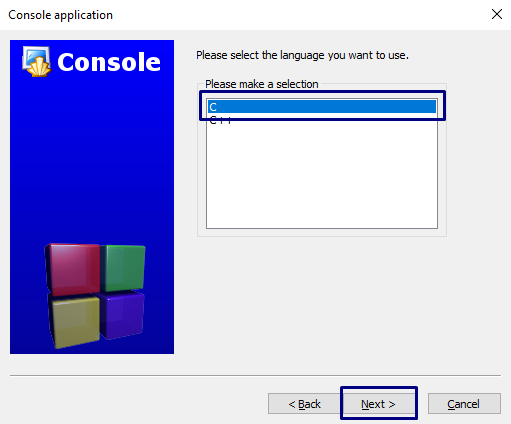 Console application
Console
Please select the language you want to use.
Please make a selection
C
C++
< Back
Next >
Cancel